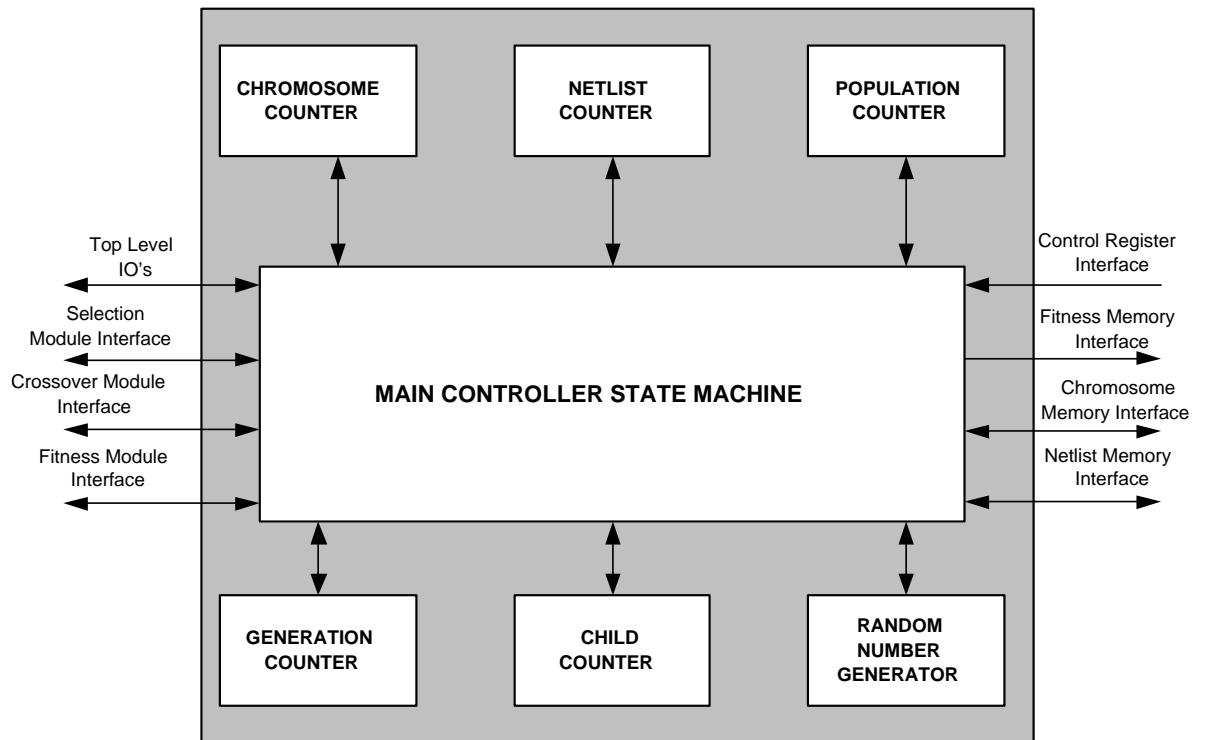 CHROMOSOME
COUNTER
NETLIST
COUNTER
POPULATION
COUNTER
Top Level
IO's
Selection
Module Interface
Crossover Module
Interface
Fitness Module
Interface
MAIN CONTROLLER STATE MACHINE
Control Register
Interface
Fitness Memory
Interface
Chromosome
Memory Interface
Netlist Memory
Interface
GENERATION
COUNTER
CHILD
COUNTER
RANDOM
NUMBER
GENERATOR